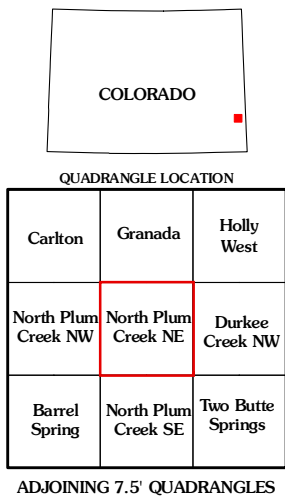 COLORADO
QUADRANGLE LOCATION
Carlton
Granada
Holly
West
North Plum
Creek NW
North Plum
Creek NE
Durkee
Creek NW
Barrel
Spring
North Plum
Creek SE
Two Butte
Springs
ADJOINING 7.5' QUADRANGLES